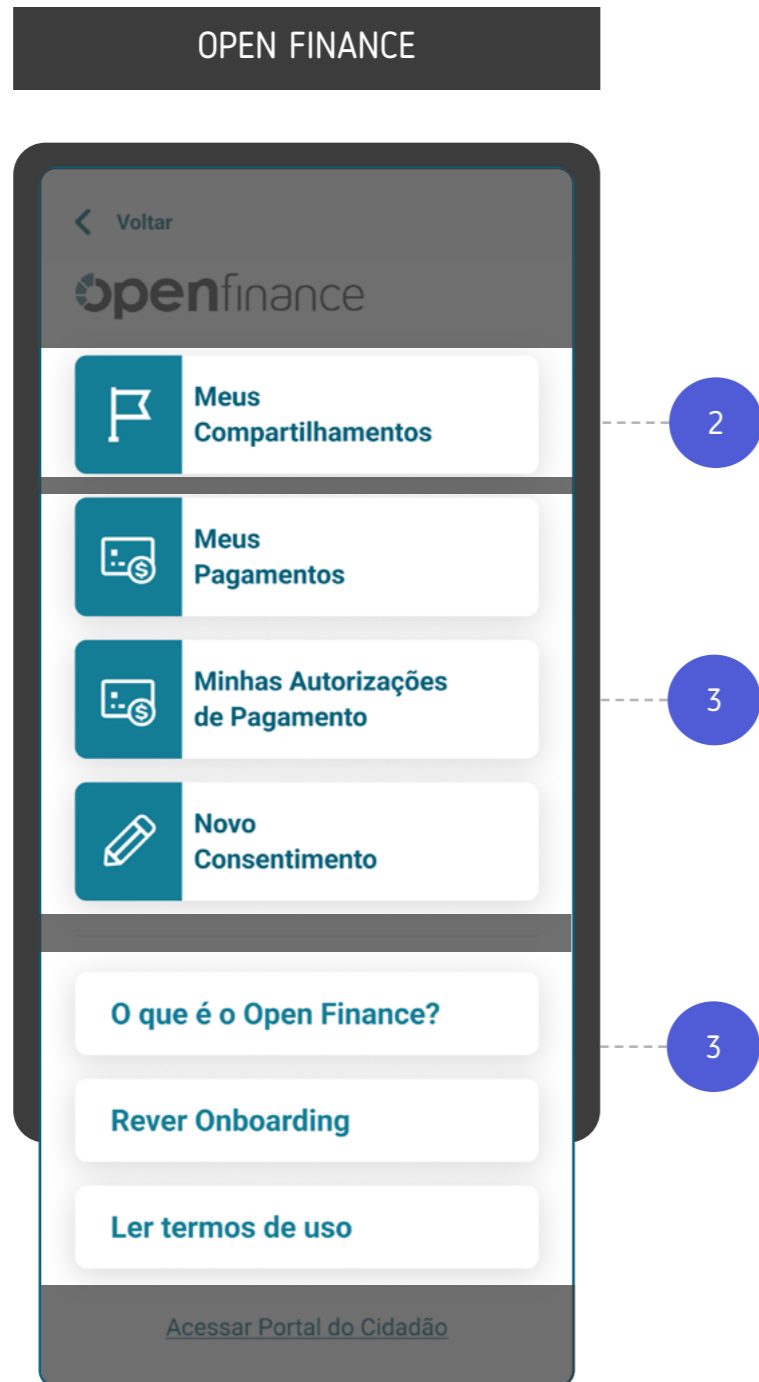 OPEN FINANCE
Voltar
openfinance
Meus
Compartilhamentos
2
Meus
Pagamentos
Minhas Autorizações
de Pagamento
3
Novo
Consentimento
O que é o Open Finance?
3
Rever Onboarding
Ler termos de uso
Acessar Portal do Cidadão